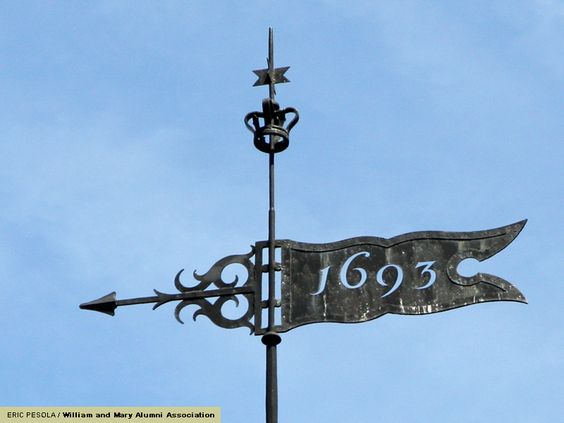 1693
ERIC PESOLA / William and Mary Alumni Association